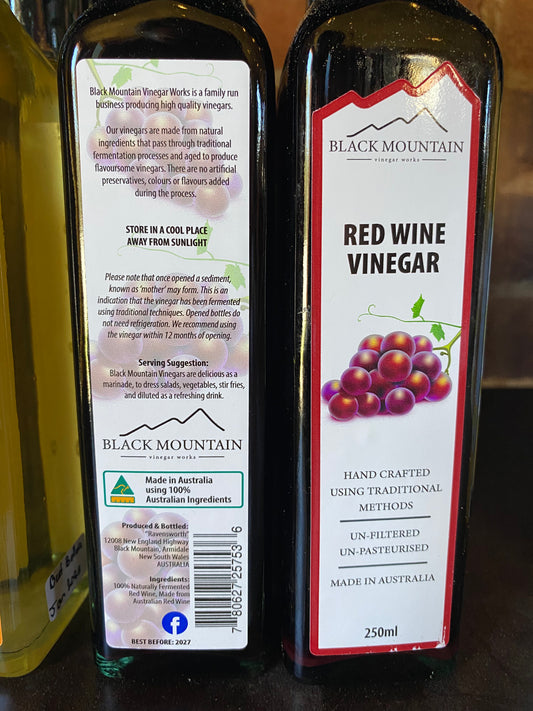 Black Mountain Vinegar Works is a family run
business producing high quality vinegars.
Our vinegars are made from natural
ingredients that pass through traditional
fermentation processes and aged to produce
flavoursome vinegars. There are no artificial
preservatives, colours or flavours added
during the process.
STORE IN A COOL PLACE
AWAY FROM SUNLIGHT
Please note that once opened a sediment,
known as 'mother' may form. This is an
indication that the vinegar has been fermented
using traditional techniques. Opened bottles do
not need refrigeration. We recommend using
the vinegar within 12 months of opening.
Serving Suggestion:
Black Mountain Vinegars are delicious as a
marinade, to dress salads, vegetables, stir fries,
and diluted as a refreshing drink.
BLACK MOUNTAIN
vinegar works
Made in Australia
using 100%
Australian Ingredients
Produced & Bottled:
"Ravensworth"
12008 New England Highway
Black Mountain, Armidale
New South Wales
AUSTRALIA
Ingredients:
100% Naturally Fermented
Red Wine, Made from
Australian Red Wine
f
BEST BEFORE: 2027
7 80627 25753 6
BLACK MOUNTAIN
vinegar works
RED WINE
VINEGAR
HAND CRAFTED
USING TRADITIONAL
METHODS
UN-FILTERED
UN-PASTEURISED
MADE IN AUSTRALIA
250ml